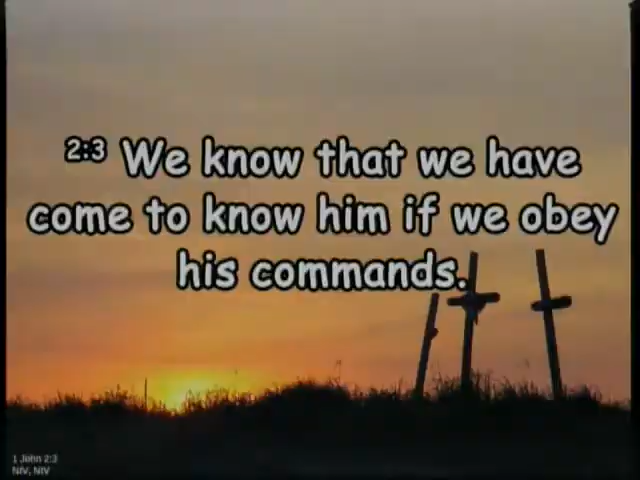 2:3 We know that we have
come to know him if we obey
his commands.
1 John 2:3
NIV, NIV